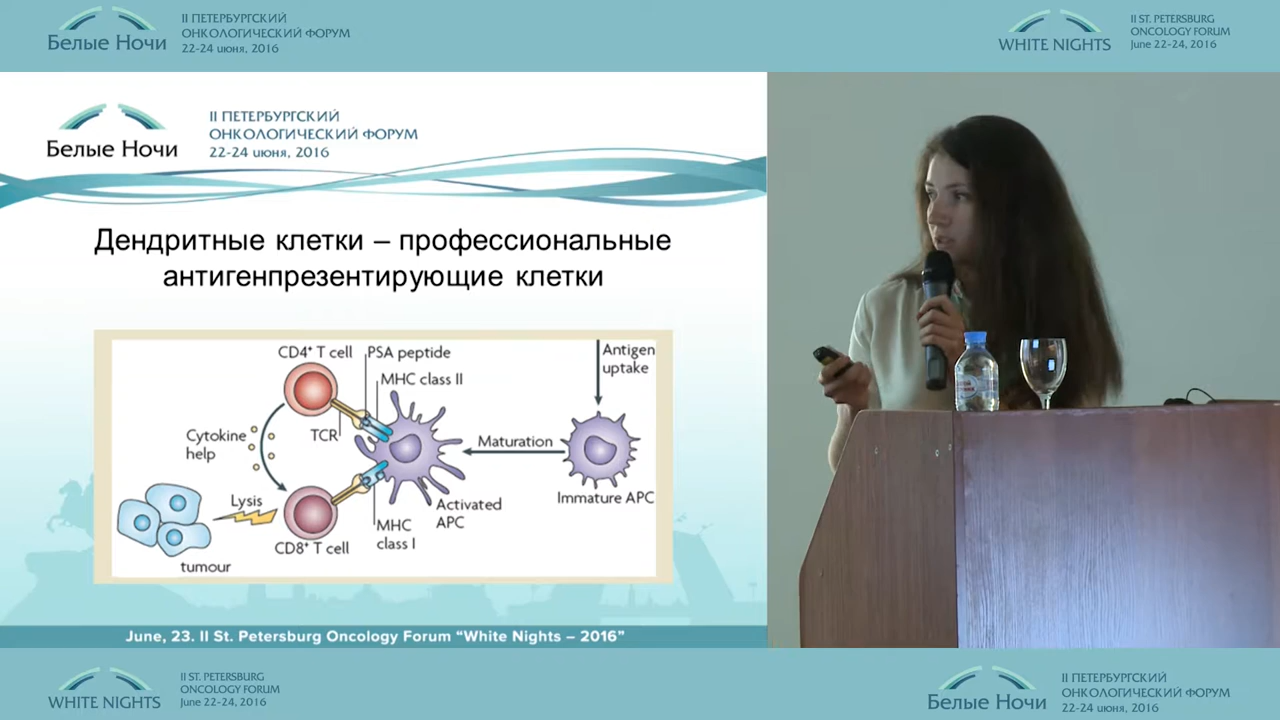 Белые Ночи
II ПЕТЕРБУРГСКИЙ
ОНКОЛОГИЧЕСКИЙ ФОРУМ
22-24 июня, 2016
WHITE NIGHTS
II ST. PETERSBURG
ONCOLOGY FORUM
June 22-24, 2016
Белые Ночи
II ПЕТЕРБУРГСКИЙ
ОНКОЛОГИЧЕСКИЙ ФОРУМ
22-24 июня, 2016
Дендритные клетки – профессиональные
антигенпрезентирующие клетки
CD4⁺ T cell
PSA peptide
MHC class II
Antigen
uptake
Cytokine
help
TCR
Maturation
Immature APC
Lysis
Activated
APC
MHC
class I
CD8⁺ T cell
tumour
June, 23. II St. Petersburg Oncology Forum “White Nights – 2016”
WHITE NIGHTS
II ST. PETERSBURG
ONCOLOGY FORUM
June 22-24, 2016
Белые Ночи
II ПЕТЕРБУРГСКИЙ
ОНКОЛОГИЧЕСКИЙ ФОРУМ
22-24 июня, 2016